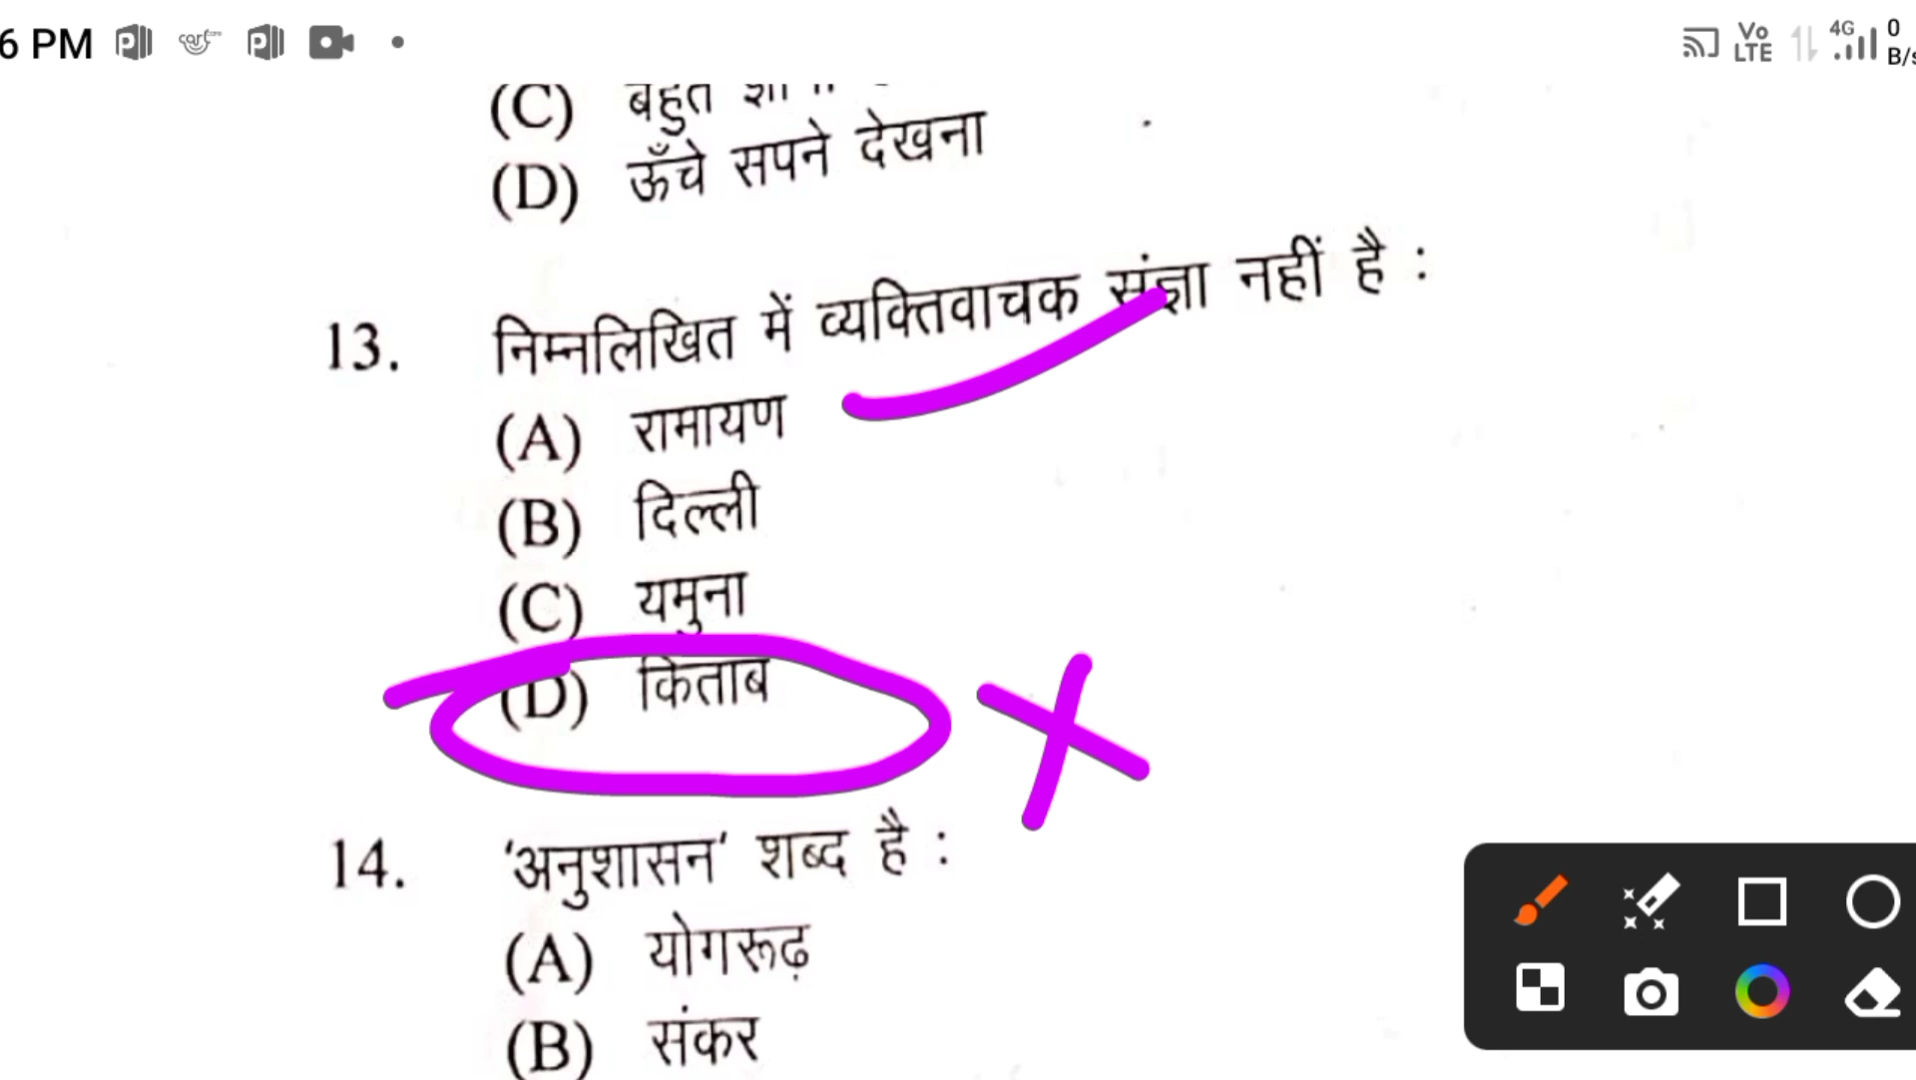 6 PM
Vo LTE 4G 0 B/s
(C) बहुत
(D) ऊँचे सपने देखना
13. निम्नलिखित में व्यक्तिवाचक संज्ञा नहीं है :
(A) रामायण
(B) दिल्ली
(C) यमुना
(D) किताब
14. 'अनुशासन' शब्द है :
(A) योगरूढ़
(B) संकर